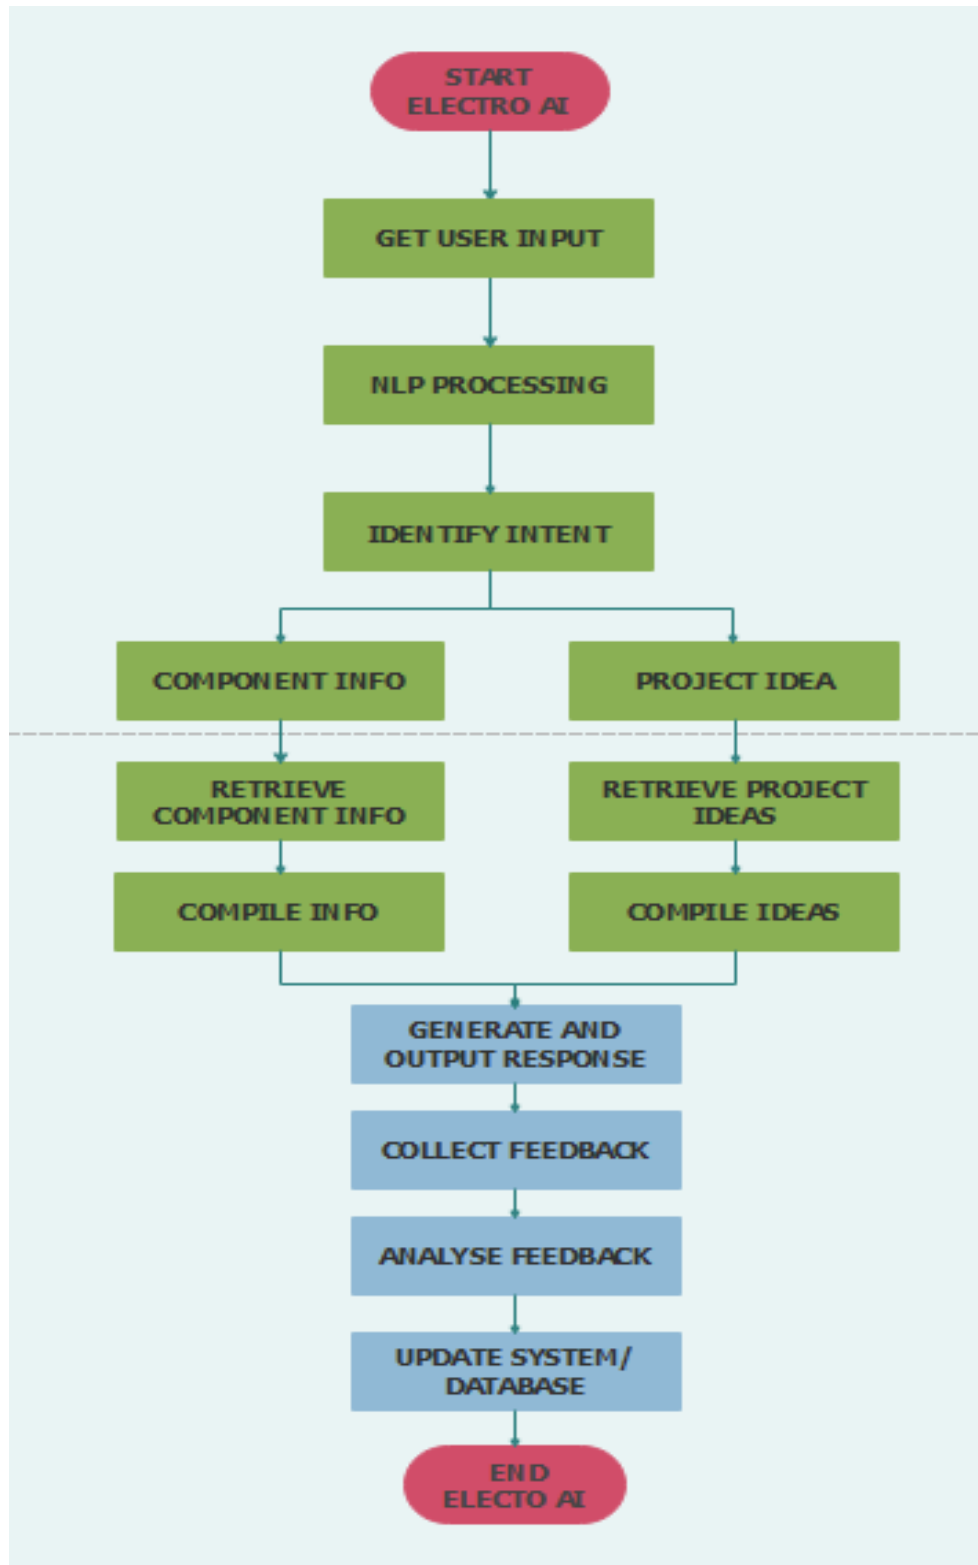 START
ELECTRO AI
GET USER INPUT
NLP PROCESSING
IDENTIFY INTENT
COMPONENT INFO
PROJECT IDEA
RETRIEVE
COMPONENT INFO
RETRIEVE PROJECT
IDEAS
COMPILE INFO
COMPILE IDEAS
GENERATE AND
OUTPUT RESPONSE
COLLECT FEEDBACK
ANALYSE FEEDBACK
UPDATE SYSTEM/
DATABASE
END
ELECTO AI